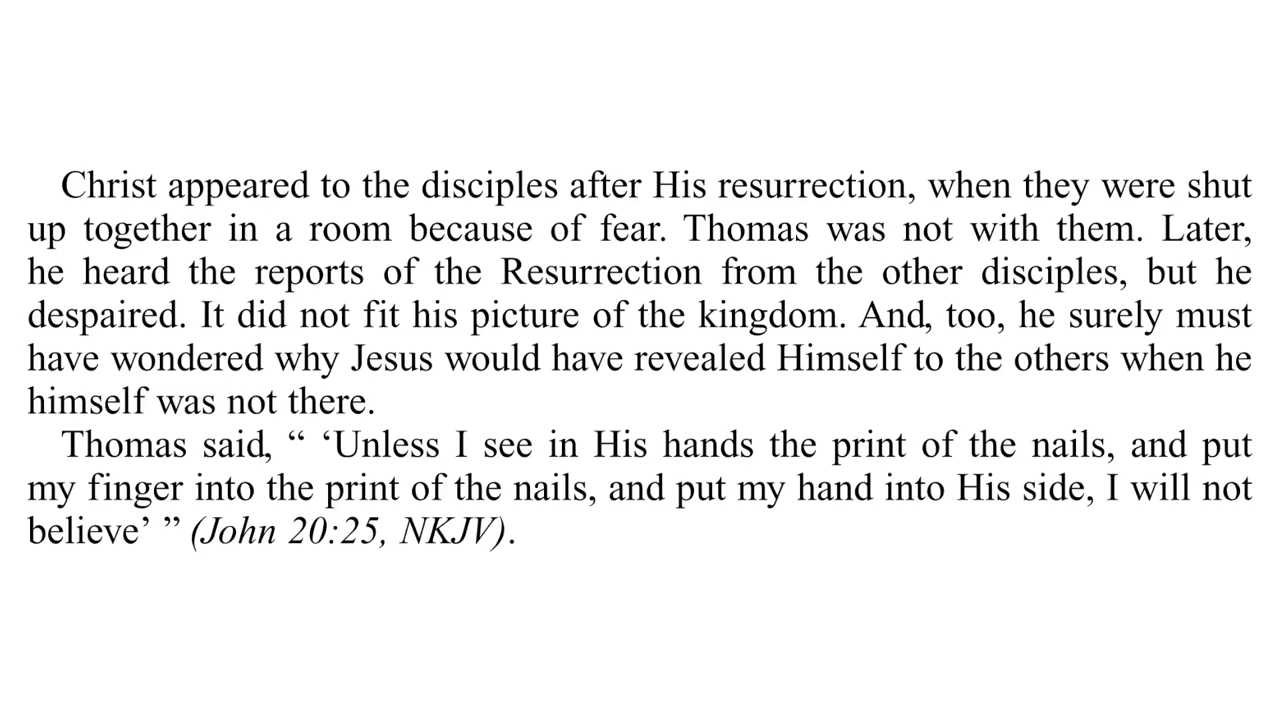 Christ appeared to the disciples after His resurrection, when they were shut
up together in a room because of fear. Thomas was not with them. Later,
he heard the reports of the Resurrection from the other disciples, but he
despaired. It did not fit his picture of the kingdom. And, too, he surely must
have wondered why Jesus would have revealed Himself to the others when he
himself was not there.
Thomas said, “ ‘Unless I see in His hands the print of the nails, and put
my finger into the print of the nails, and put my hand into His side, I will not
believe’ ” (John 20:25, NKJV).